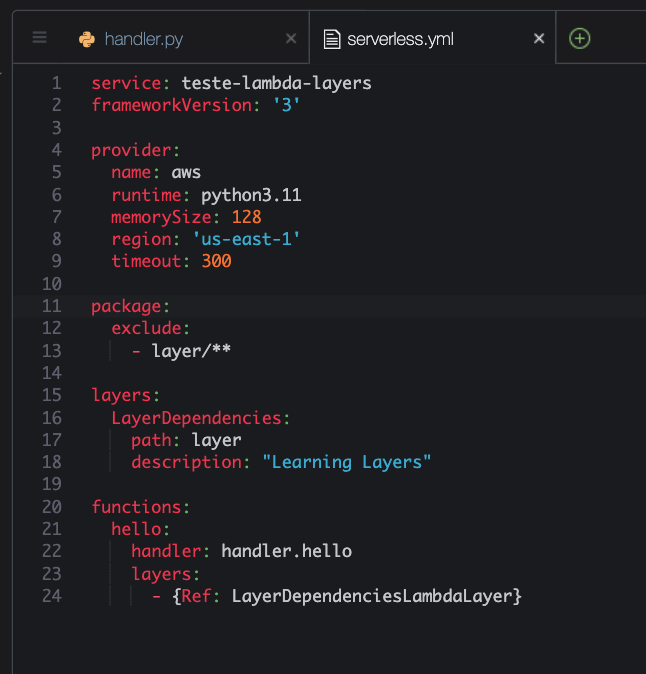 handler.py
serverless.yml
1 service: teste-lambda-layers
2 frameworkVersion: '3'
3
4 provider:
5   name: aws
6   runtime: python3.11
7   memorySize: 128
8   region: 'us-east-1'
9   timeout: 300
10
11 package:
12   exclude:
13     - layer/**
14
15 layers:
16   LayerDependencies:
17     path: layer
18     description: "Learning Layers"
19
20 functions:
21   hello:
22     handler: handler.hello
23     layers:
24       - {Ref: LayerDependenciesLambdaLayer}